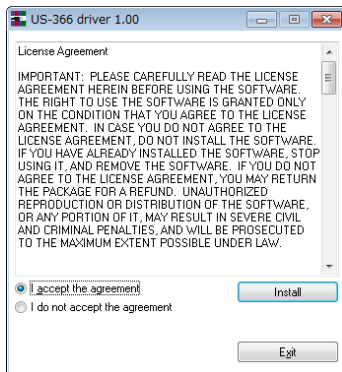 US-366 driver 1.00
License Agreement
IMPORTANT:  PLEASE CAREFULLY READ THE LICENSE
AGREEMENT HEREIN BEFORE USING THE SOFTWARE.
THE RIGHT TO USE THE SOFTWARE IS GRANTED ONLY
ON THE CONDITION THAT YOU AGREE TO THE LICENSE
AGREEMENT.  IN CASE YOU DO NOT AGREE TO THE
LICENSE AGREEMENT, DO NOT INSTALL THE SOFTWARE.
IF YOU HAVE ALREADY INSTALLED THE SOFTWARE, STOP
USING IT, AND REMOVE THE SOFTWARE.  IF YOU DO NOT
AGREE TO THE LICENSE AGREEMENT, YOU MAY RETURN
THE PACKAGE FOR A REFUND.  UNAUTHORIZED
REPRODUCTION OR DISTRIBUTION OF THE SOFTWARE,
OR ANY PORTION OF IT, MAY RESULT IN SEVERE CIVIL
AND CRIMINAL PENALTIES, AND WILL BE PROSECUTED
TO THE MAXIMUM EXTENT POSSIBLE UNDER LAW.
I accept the agreement
Install
I do not accept the agreement
Exit